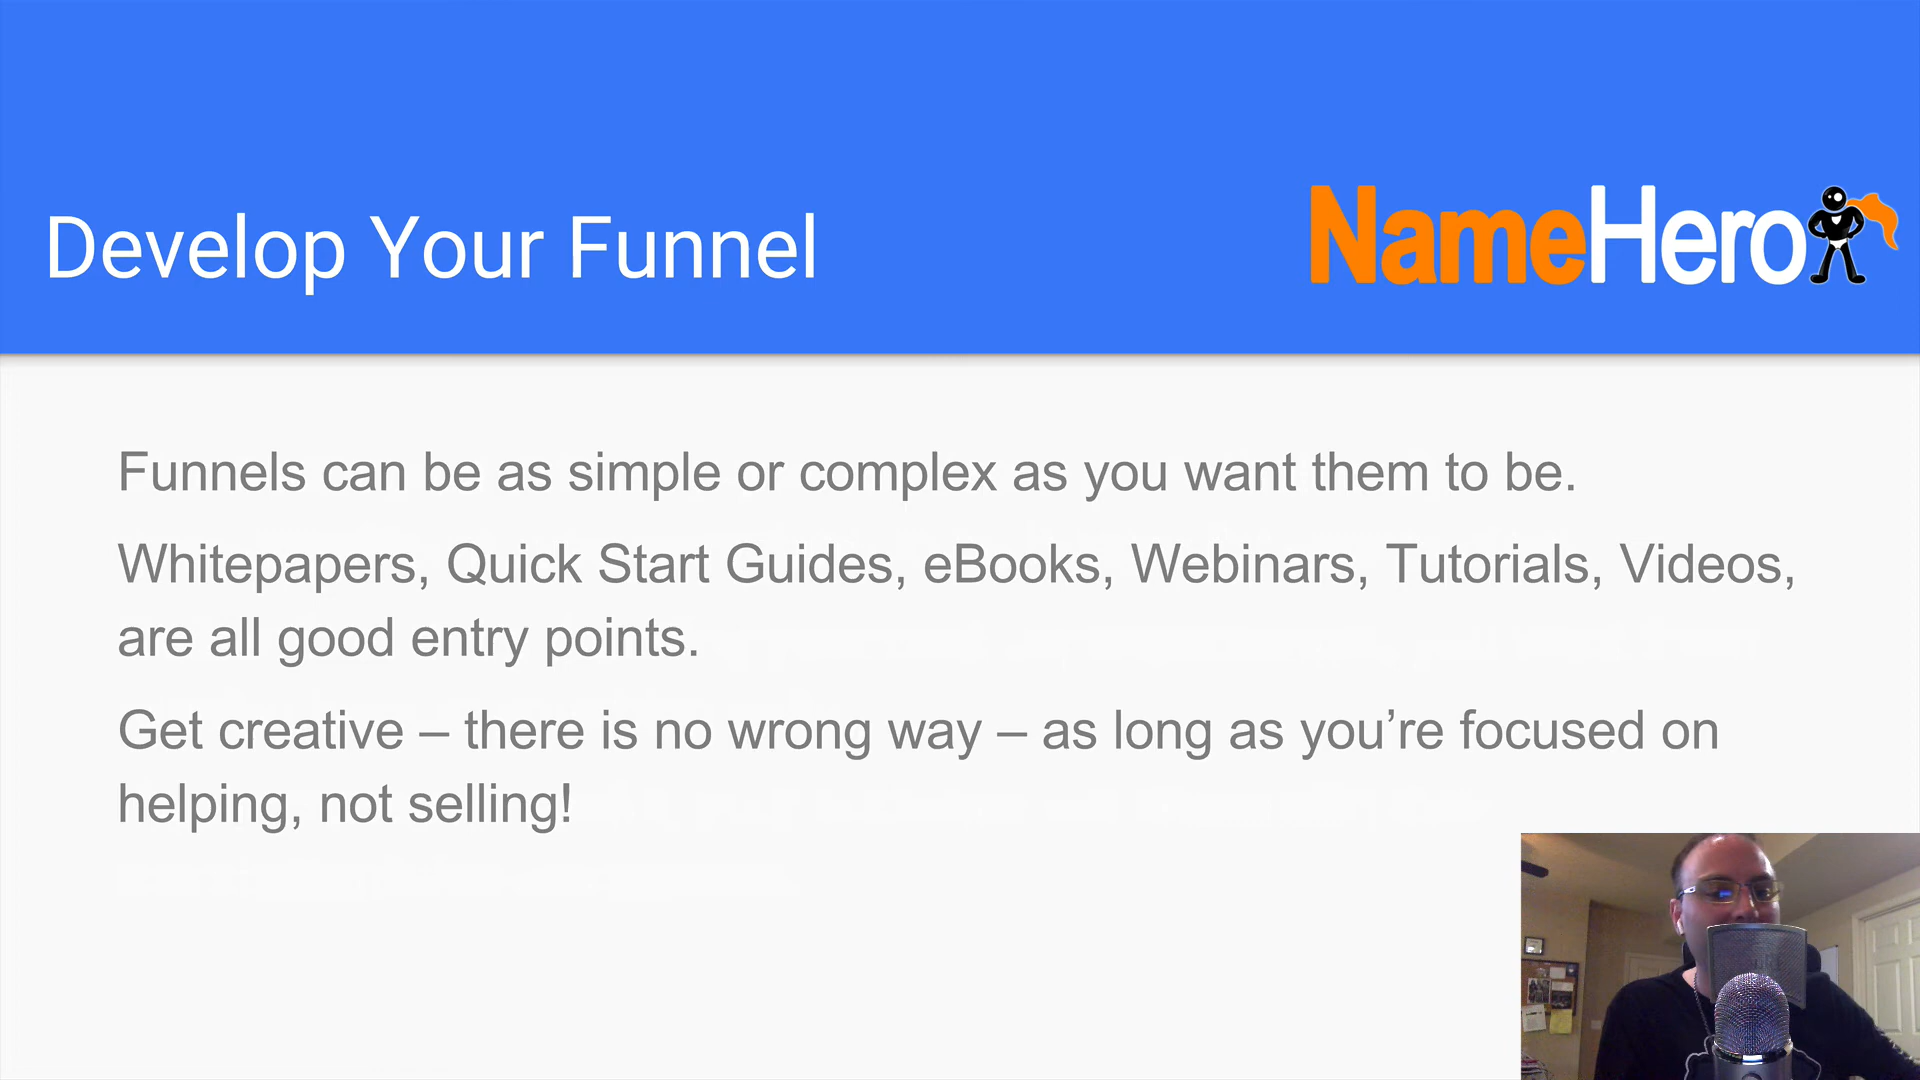 Develop Your Funnel
NameHero
Funnels can be as simple or complex as you want them to be.
Whitepapers, Quick Start Guides, eBooks, Webinars, Tutorials, Videos,
are all good entry points.
Get creative – there is no wrong way – as long as you’re focused on
helping, not selling!